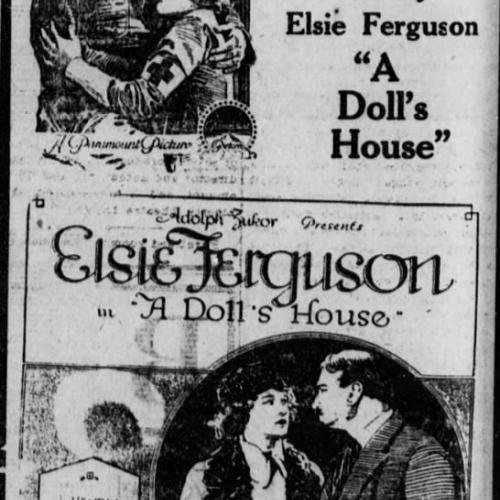 Elsie Ferguson
"A
Doll's
House"
A Paramount Picture
Adolph Zukor Presents
Elsie Ferguson
in "A Doll's House"